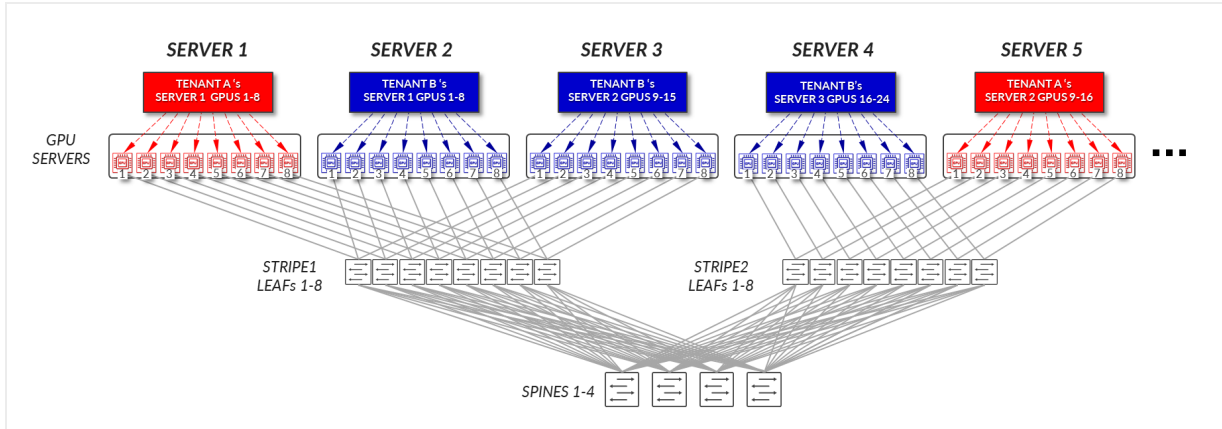 SERVER 1
SERVER 2
SERVER 3
SERVER 4
SERVER 5
TENANT A 's
SERVER 1 GPUS 1-8
TENANT B 's
SERVER 1 GPUS 1-8
TENANT B's
SERVER 2 GPUS 9-15
TENANT B's
SERVER 3 GPUS 16-24
TENANT A's
SERVER 2 GPUS 9-16
GPU
SERVERS
1 2 3 4 5 6 7 8
1 2 3 4 5 6 7 8
1 2 3 4 5 6 7 8
1 2 3 4 5 6 7 8
1 2 3 4 5 6 7 8
...
STRIPE1
LEAFs 1-8
STRIPE2
LEAFs 1-8
SPINES 1-4